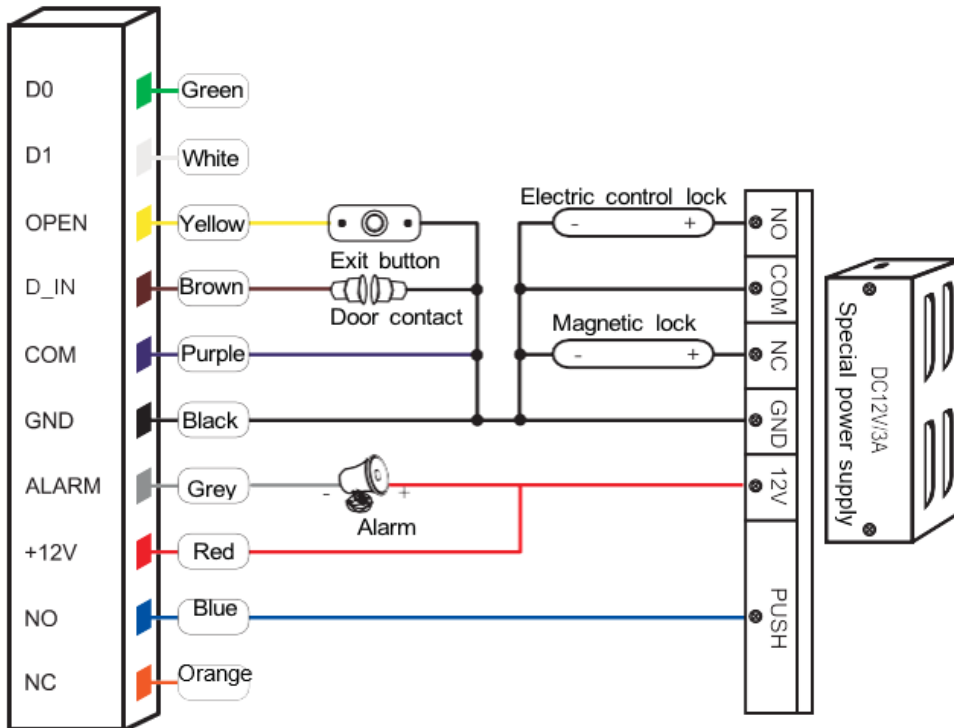 D0
Green
D1
White
OPEN
Yellow
Exit button
D_IN
Brown
Door contact
COM
Purple
GND
Black
ALARM
Grey
-
+
Alarm
+12V
Red
NO
Blue
NC
Orange
Electric control lock
- +
Magnetic lock
- +
NO
COM
NC
GND
12V
PUSH
DC12V/3A
Special power supply